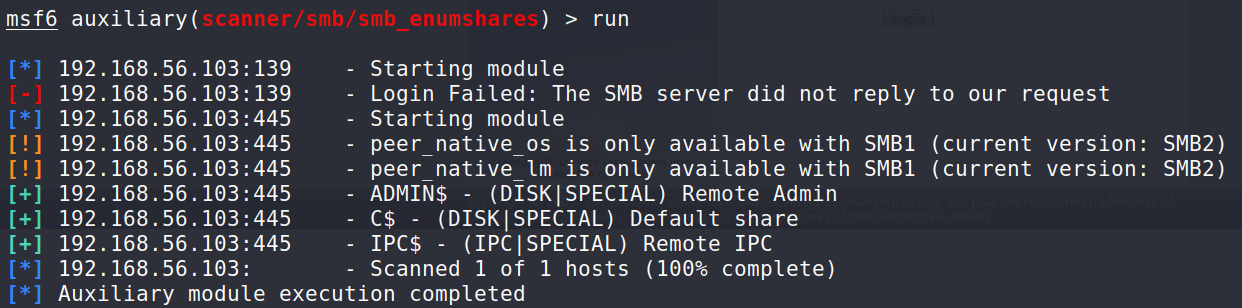 Login
msf6 auxiliary(scanner/smb/smb_enumshares) > run
[*] 192.168.56.103:139    - Starting module
[-] 192.168.56.103:139    - Login Failed: The SMB server did not reply to our request
[*] 192.168.56.103:445    - Starting module
[!] 192.168.56.103:445    - peer_native_os is only available with SMB1 (current version: SMB2)
[!] 192.168.56.103:445    - peer_native_lm is only available with SMB1 (current version: SMB2)
[+] 192.168.56.103:445    - ADMIN$ - (DISK|SPECIAL) Remote Admin
[+] 192.168.56.103:445    - C$ - (DISK|SPECIAL) Default share
[+] 192.168.56.103:445    - IPC$ - (IPC|SPECIAL) Remote IPC
[*] 192.168.56.103:       - Scanned 1 of 1 hosts (100% complete)
[*] Auxiliary module execution completed